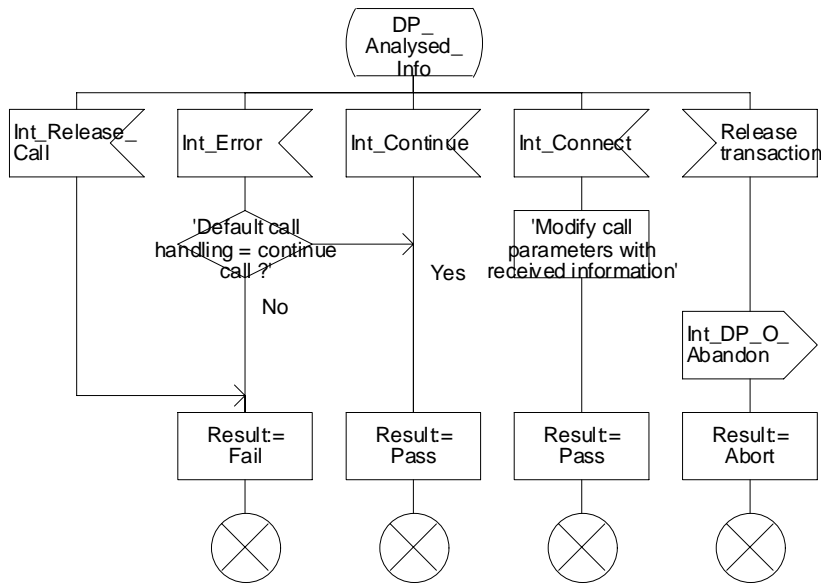 DP_
Analysed_
Info
Int_Release_
Call
Int_Error
Int_Continue
Int_Connect
Release
transaction
'Default call
handling = continue
call ?'
Yes
No
'Modify call
parameters with
received information'
Int_DP_O_
Abandon
Result:=
Fail
Result:=
Pass
Result:=
Pass
Result:=
Abort